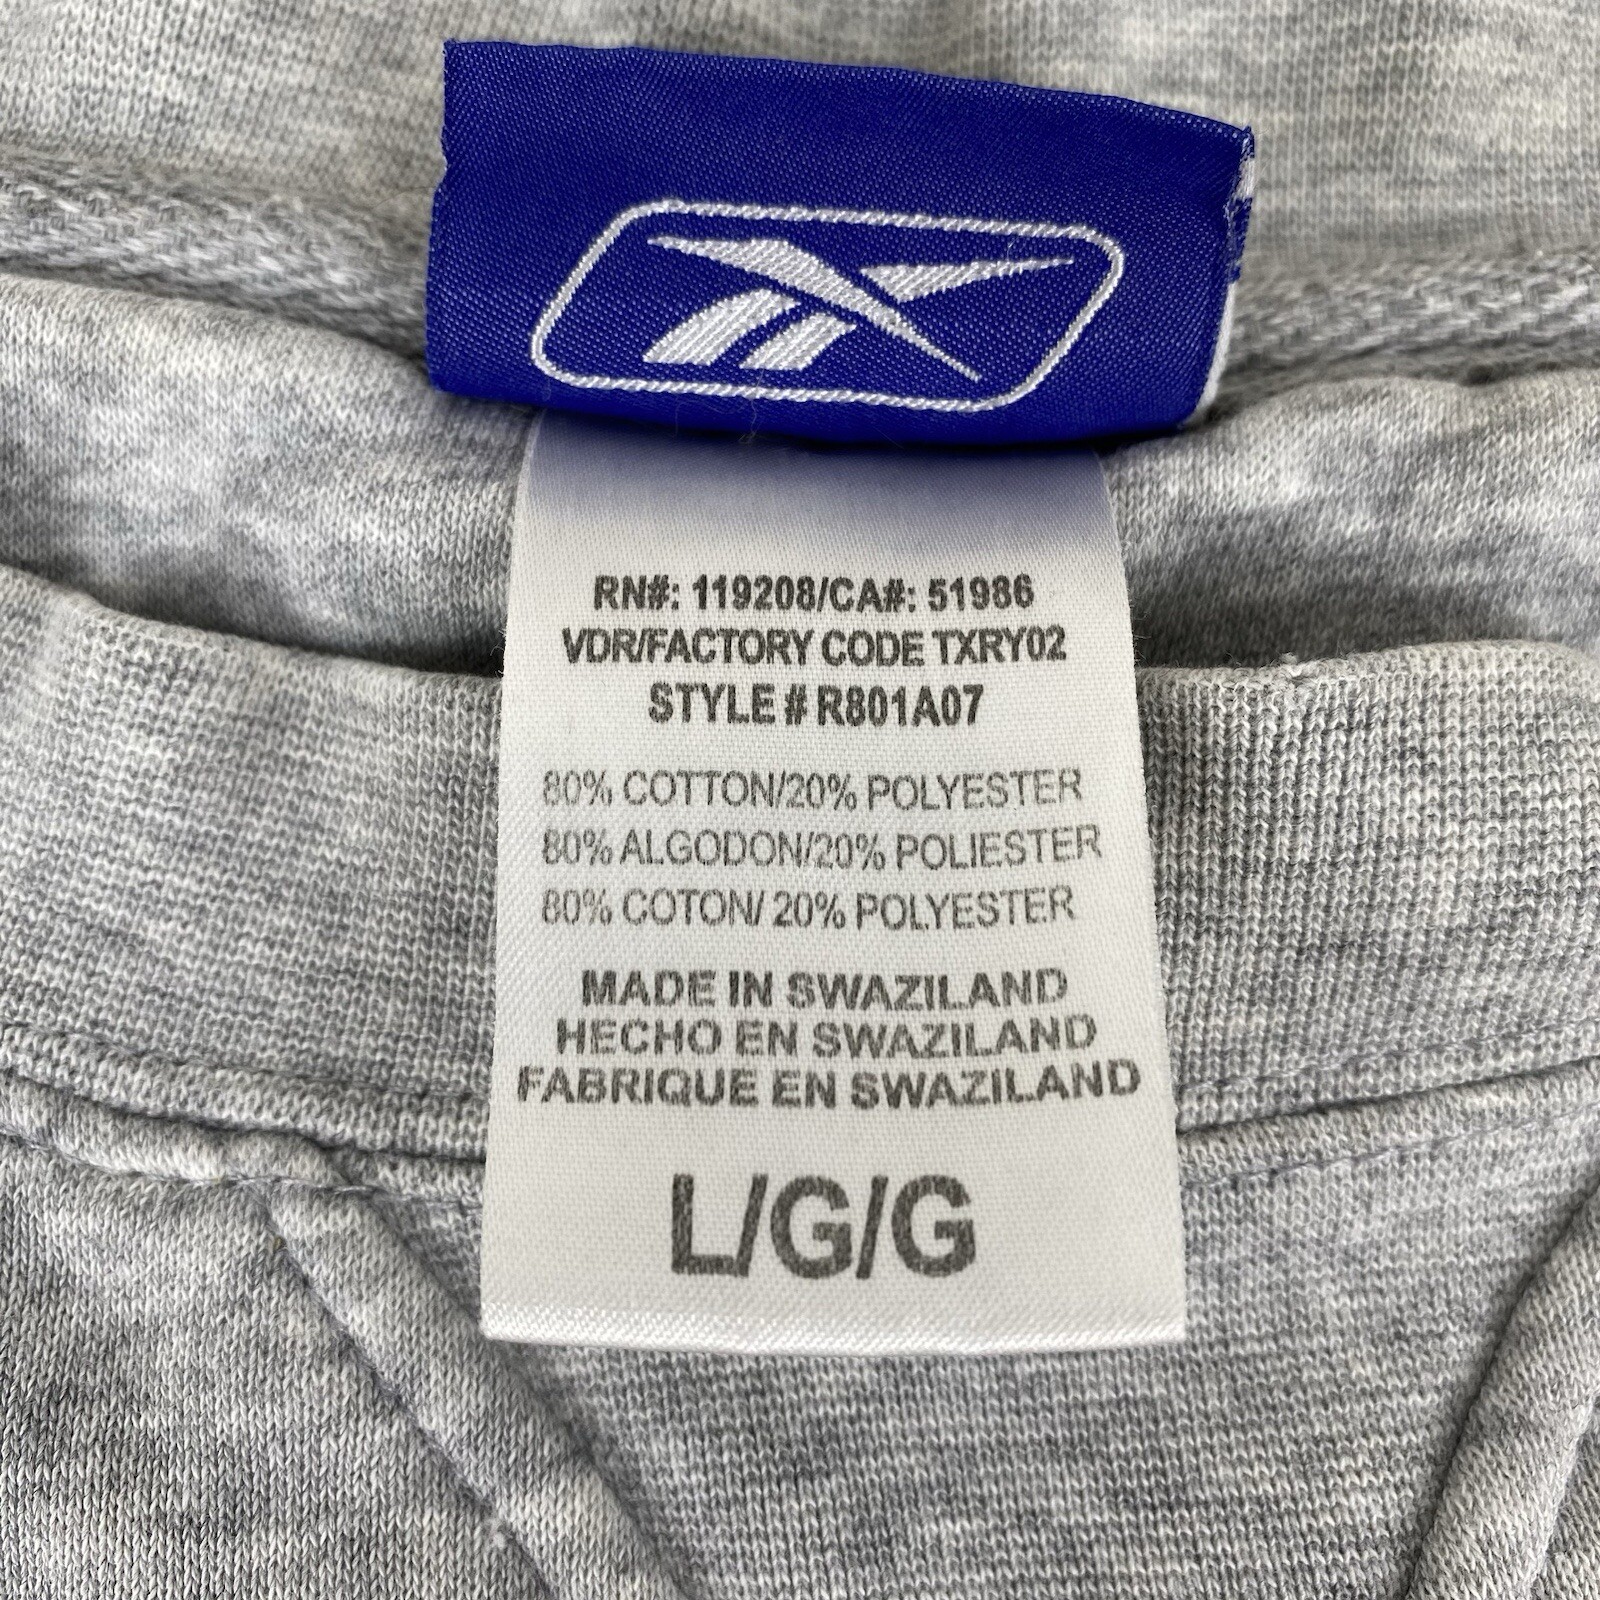 RN#: 119208/CA#: 51986
VDR/FACTORY CODE TXRY02
STYLE # R801A07
80% COTTON/20% POLYESTER
80% ALGODON/20% POLIESTER
80% COTON/ 20% POLYESTER
MADE IN SWAZILAND
HECHO EN SWAZILAND
FABRIQUE EN SWAZILAND
L/G/G